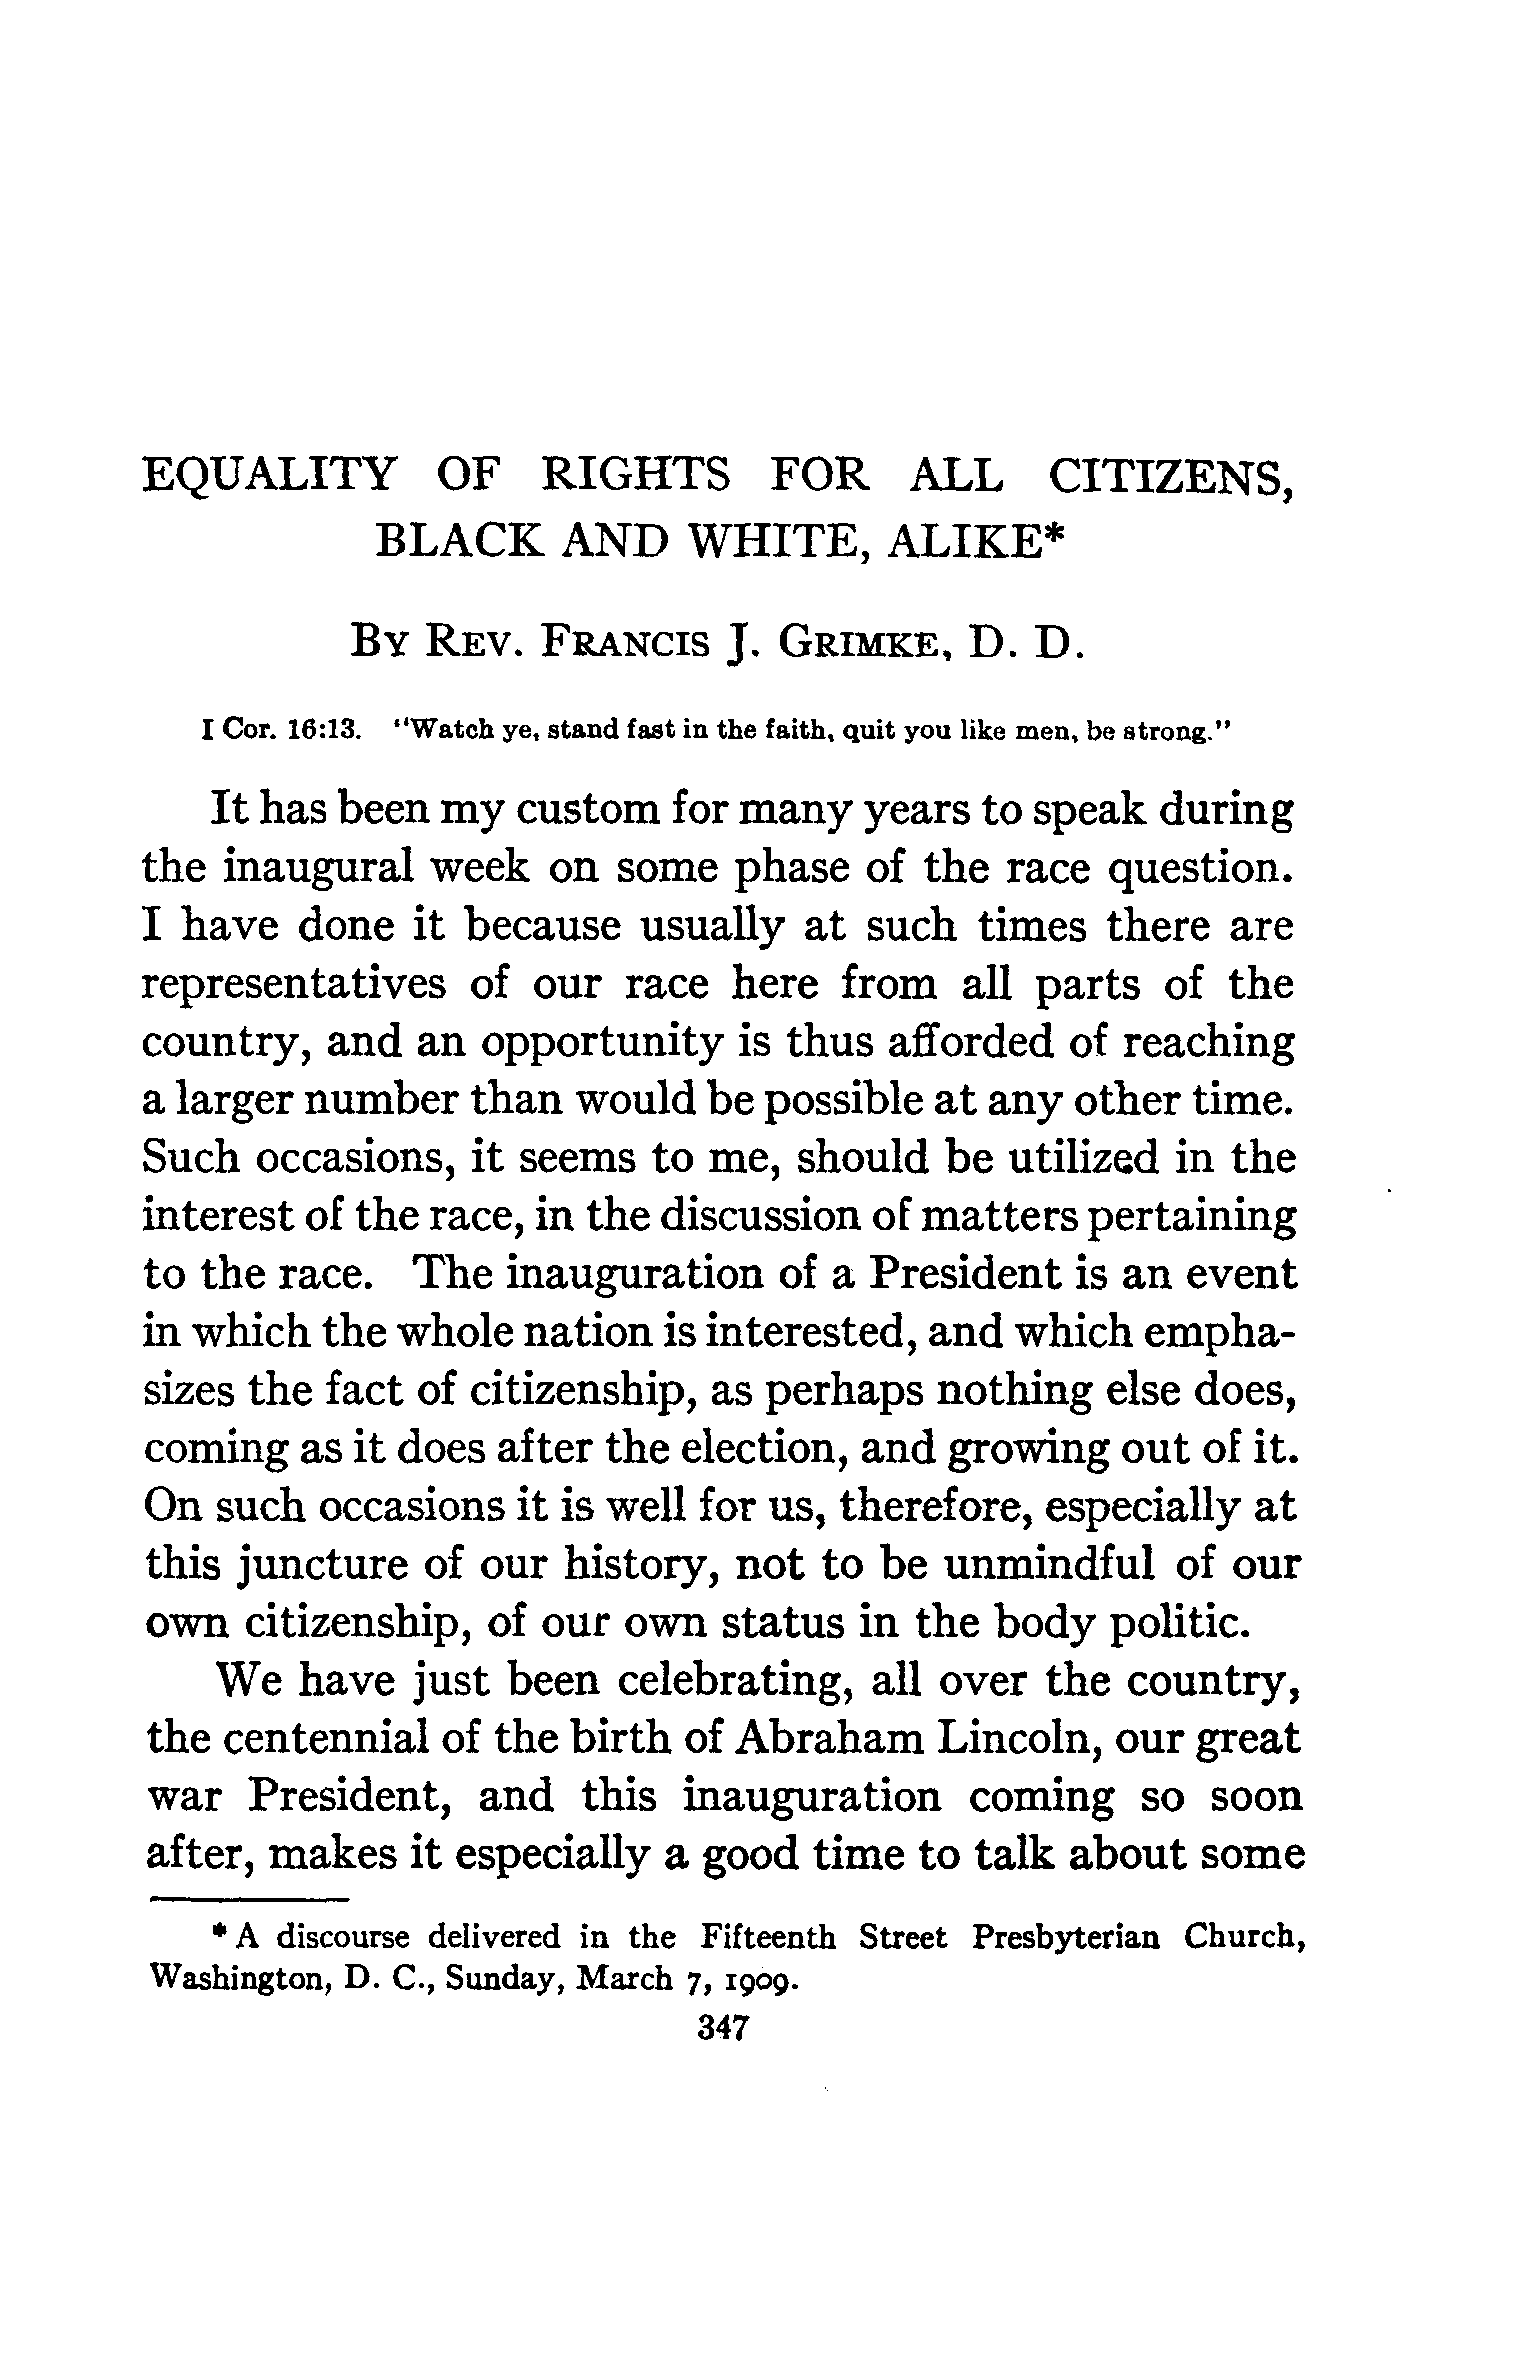 EQUALITY OF RIGHTS FOR ALL CITIZENS,
BLACK AND WHITE, ALIKE*
By Rev. Francis J. Grimke, D. D.
I Cor. 16:13. "Watch ye, stand fast in the faith, quit you like men, be strong."
It has been my custom for many years to speak during
the inaugural week on some phase of the race question.
I have done it because usually at such times there are
representatives of our race here from all parts of the
country, and an opportunity is thus afforded of reaching
a larger number than would be possible at any other time.
Such occasions, it seems to me, should be utilized in the
interest of the race, in the discussion of matters pertaining
to the race. The inauguration of a President is an event
in which the whole nation is interested, and which empha-
sizes the fact of citizenship, as perhaps nothing else does,
coming as it does after the election, and growing out of it.
On such occasions it is well for us, therefore, especially at
this juncture of our history, not to be unmindful of our
own citizenship, of our own status in the body politic.
We have just been celebrating, all over the country,
the centennial of the birth of Abraham Lincoln, our great
war President, and this inauguration coming so soon
after, makes it especially a good time to talk about some
* A discourse delivered in the Fifteenth Street Presbyterian Church,
Washington, D. C., Sunday, March 7, 1909.
347